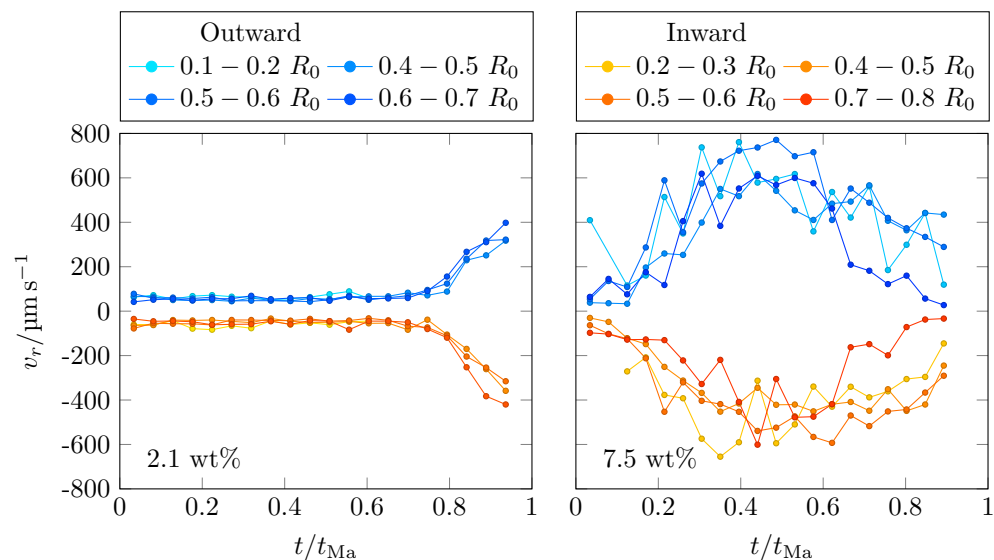 Outward
0.1 − 0.2 R₀ 0.4 − 0.5 R₀
0.5 − 0.6 R₀ 0.6 − 0.7 R₀
Inward
0.2 − 0.3 R₀ 0.4 − 0.5 R₀
0.5 − 0.6 R₀ 0.7 − 0.8 R₀
800
600
400
200
0
-200
-400
-600
-800
vᵣ/µm s⁻¹
2.1 wt%
0 0.2 0.4 0.6 0.8 1
t/t_Ma
7.5 wt%
0 0.2 0.4 0.6 0.8 1
t/t_Ma